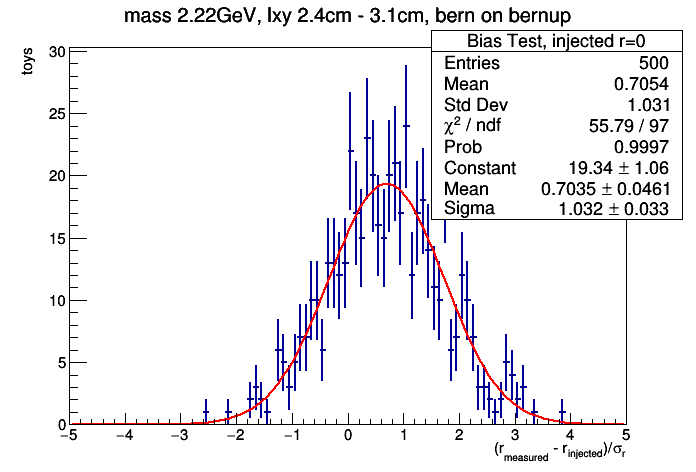 mass 2.22GeV, lxy 2.4cm - 3.1cm, bern on bernup
Bias Test, injected r=0
Entries 500
Mean 0.7054
Std Dev 1.031
χ² / ndf 55.79 / 97
Prob 0.9997
Constant 19.34 ± 1.06
Mean 0.7035 ± 0.0461
Sigma 1.032 ± 0.033
toys
30
25
20
15
10
5
0
−5 −4 −3 −2 −1 0 1 2 3 4 5
(r_measured - r_injected)/σ_r